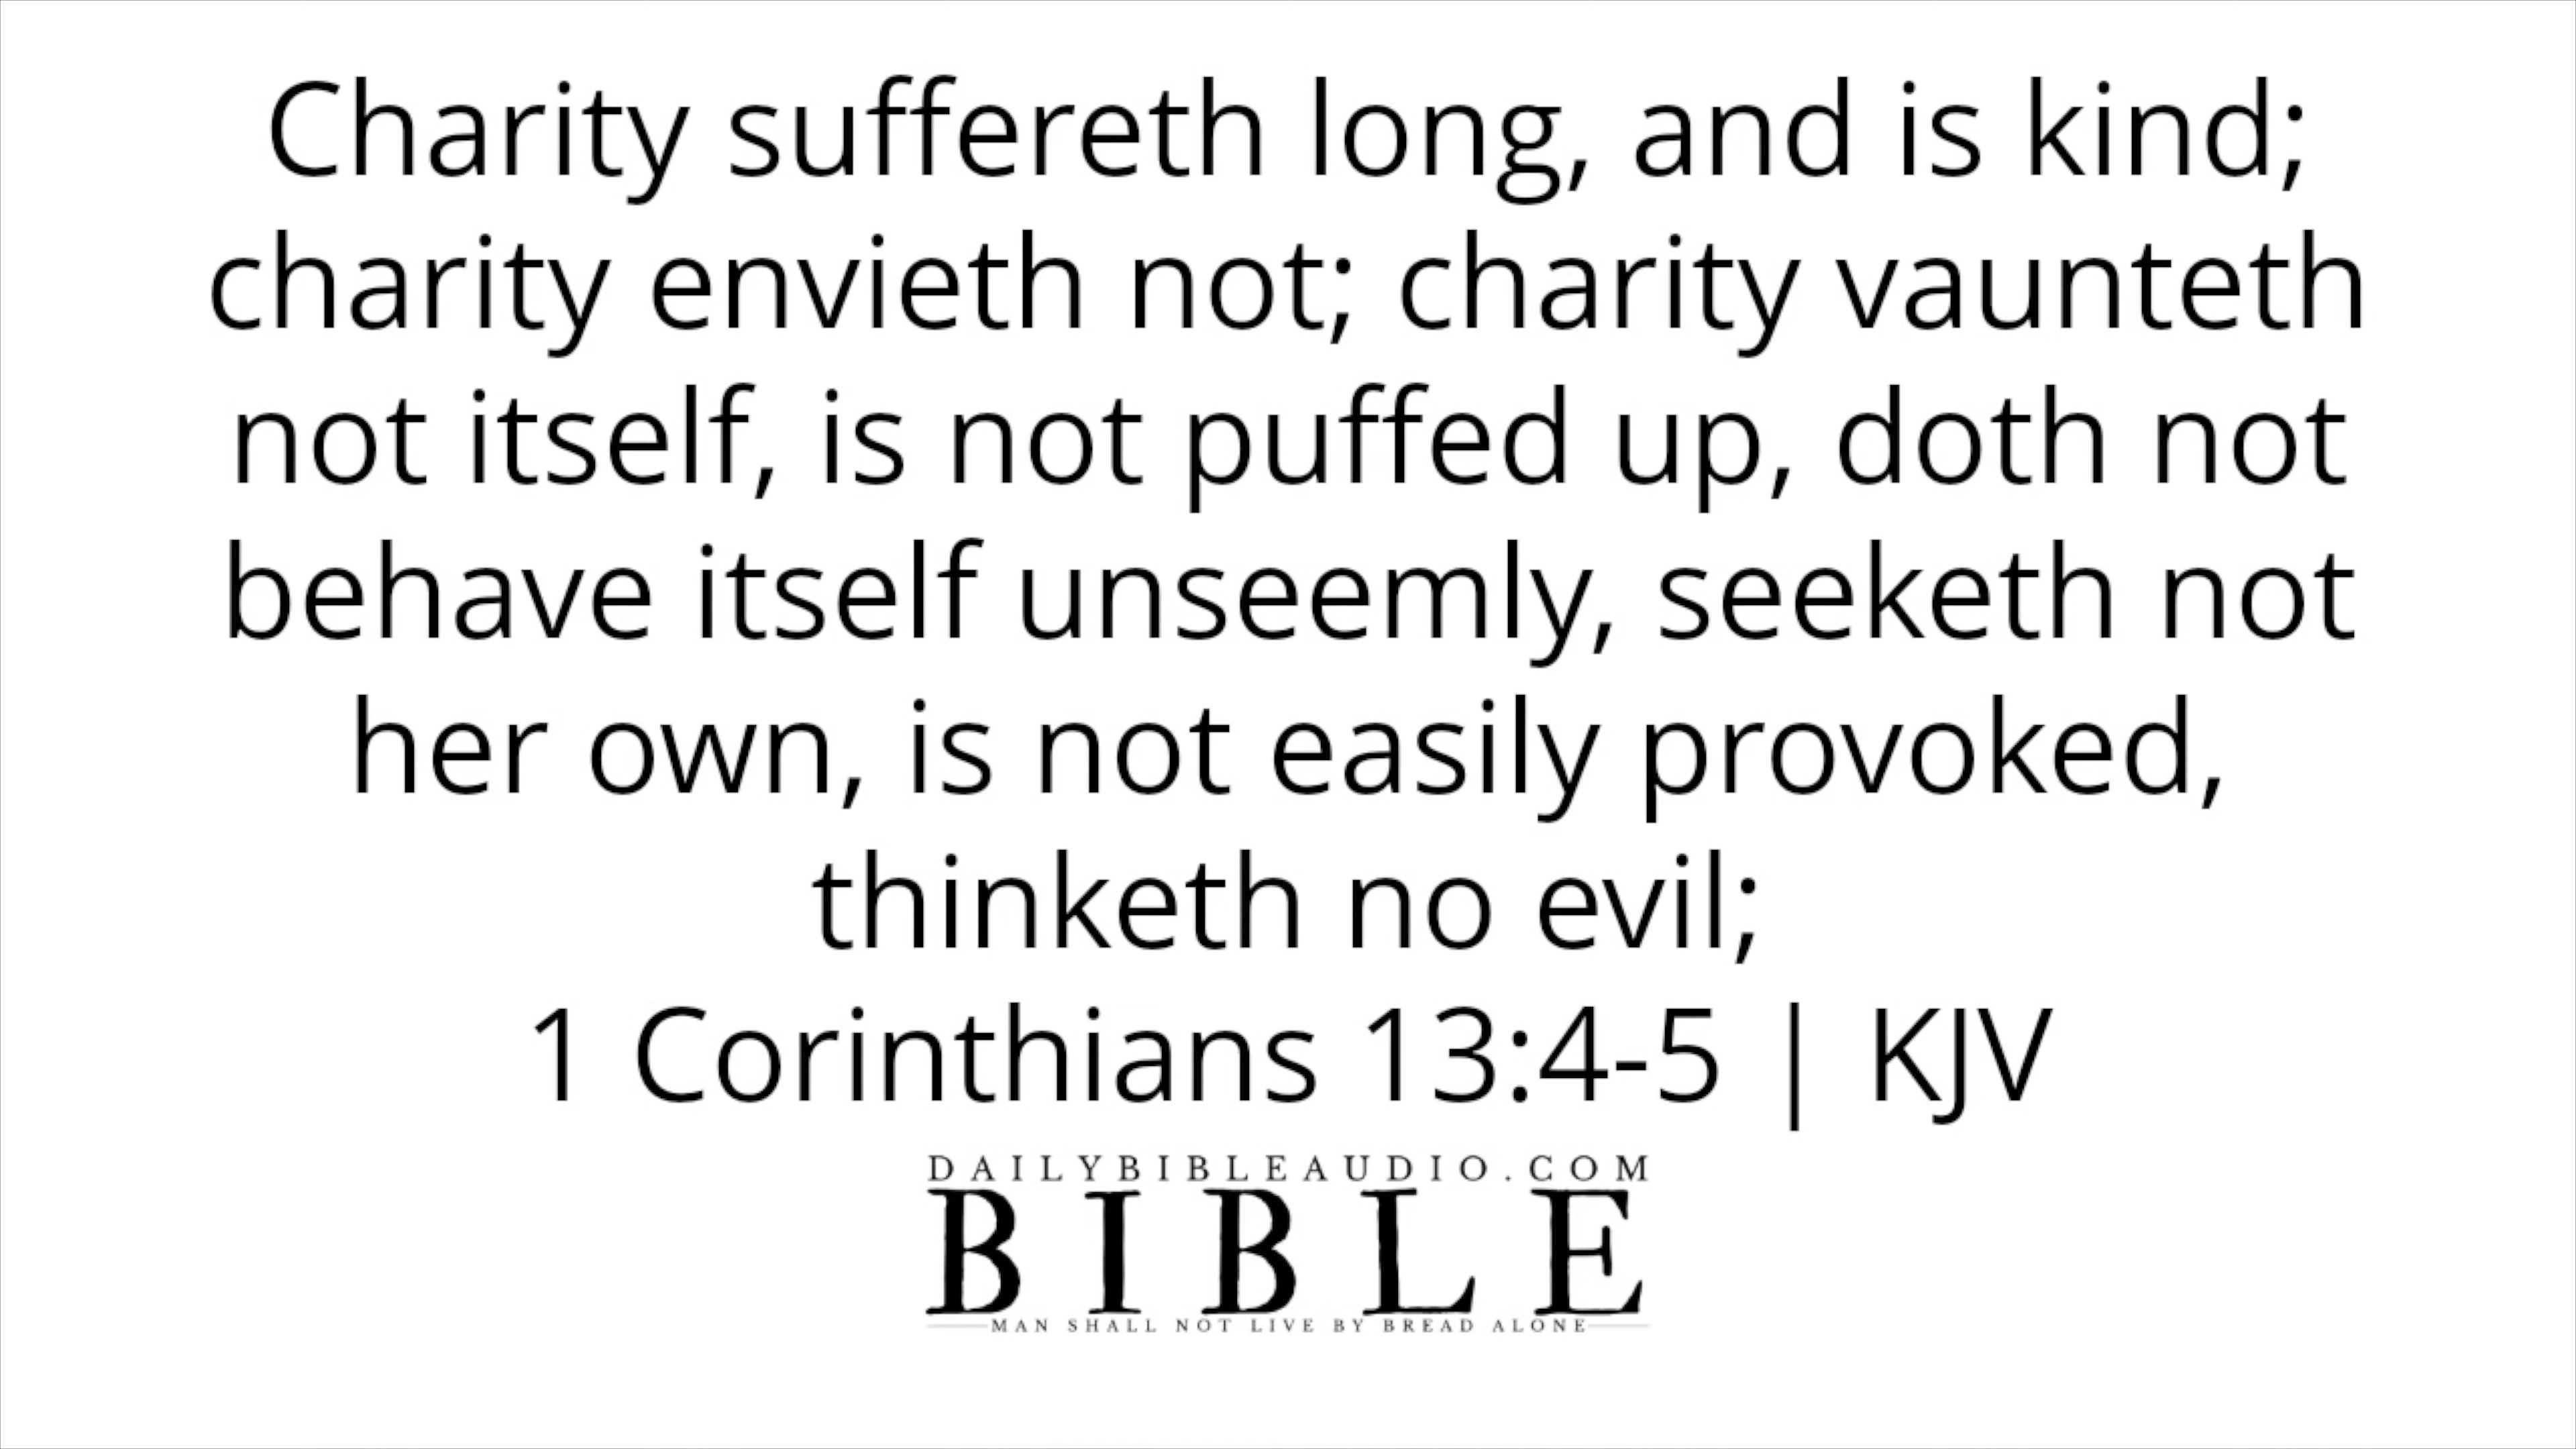 Charity suffereth long, and is kind;
charity envieth not; charity vaunteth
not itself, is not puffed up, doth not
behave itself unseemly, seeketh not
her own, is not easily provoked,
thinketh no evil;
1 Corinthians 13:4-5 | KJV
DAILYBIBLEAUDIO.COM
BIBLE
MAN SHALL NOT LIVE BY BREAD ALONE